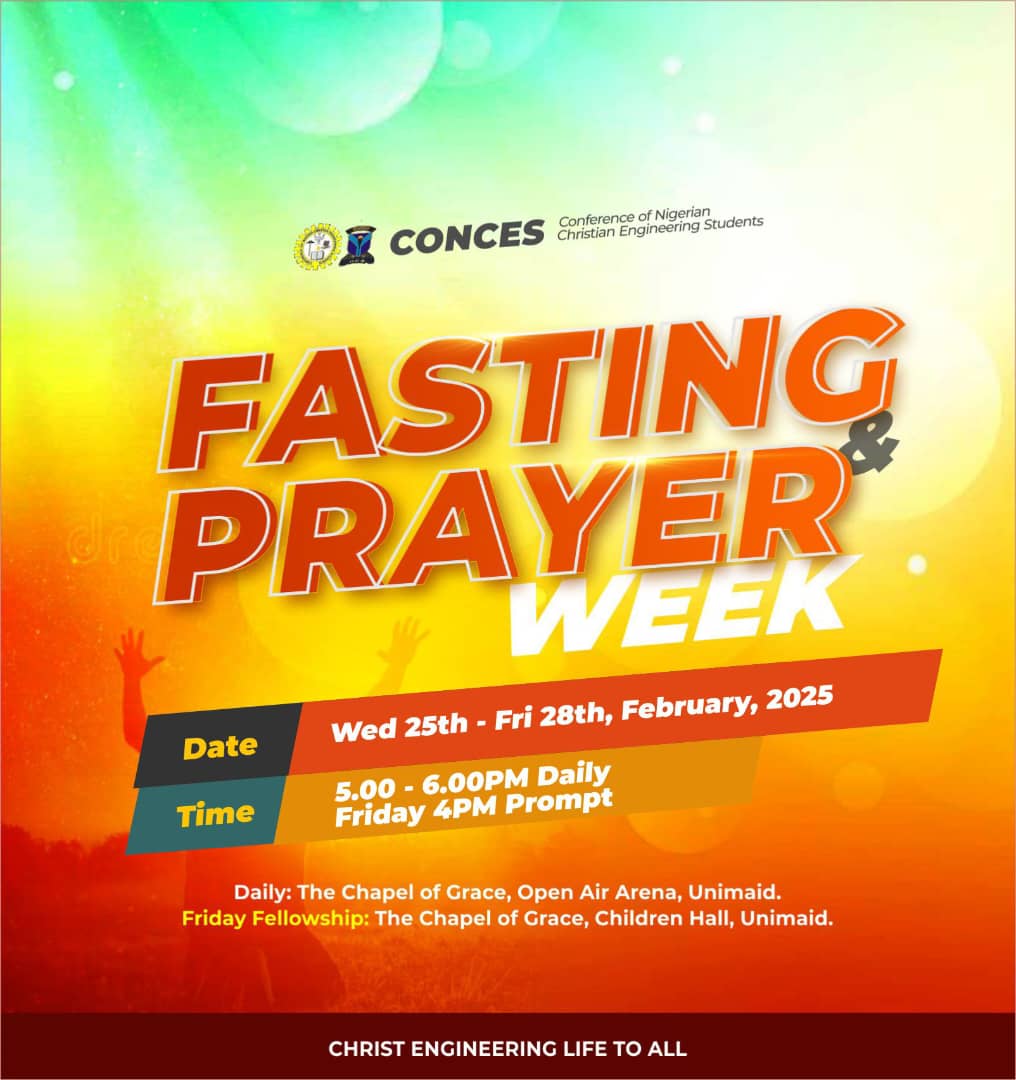 CONCES
Conference of Nigerian
Christian Engineering Students
FASTING
&
PRAYER
WEEK
Date
Wed 25th - Fri 28th, February, 2025
Time
5.00 - 6.00PM Daily
Friday 4PM Prompt
Daily: The Chapel of Grace, Open Air Arena, Unimaid.
Friday Fellowship: The Chapel of Grace, Children Hall, Unimaid.
CHRIST ENGINEERING LIFE TO ALL